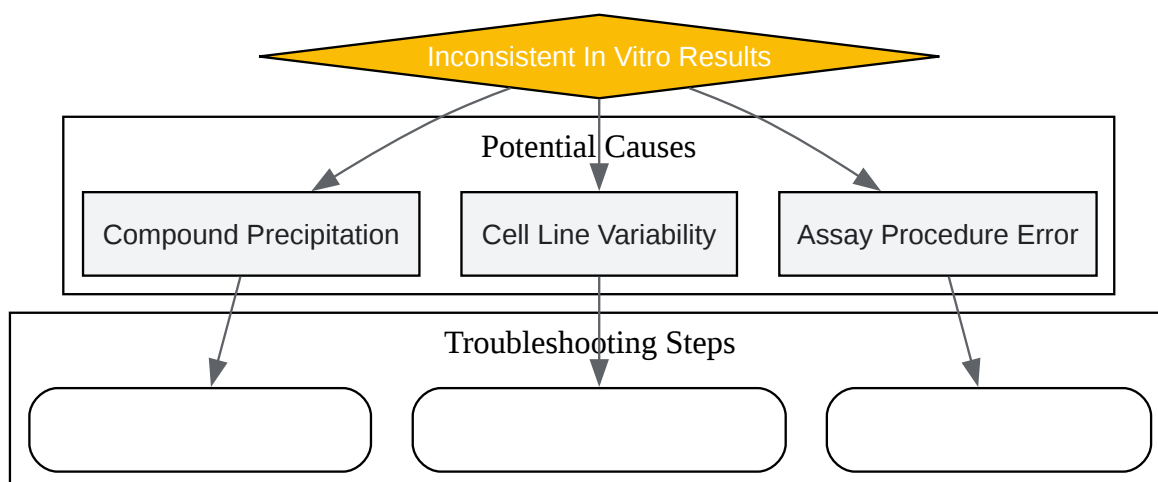 Inconsistent In Vitro Results
Potential Causes
Compound Precipitation
Cell Line Variability
Assay Procedure Error
Troubleshooting Steps